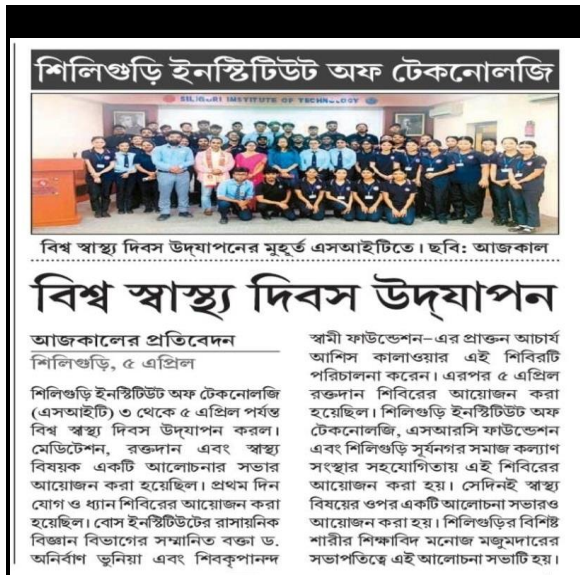 শিলিগুড়ি ইনস্টিটিউট অফ টেকনোলজি
SILIGURI INSTITUTE OF TECHNOLOGY
বিশ্ব স্বাস্থ্য দিবস উদ্‌যাপনের মুহূর্ত এসআইটিতে। ছবি: আজকাল
বিশ্ব স্বাস্থ্য দিবস উদ্‌যাপন
আজকালের প্রতিবেদন
শিলিগুড়ি, ৫ এপ্রিল
শিলিগুড়ি ইনস্টিটিউট অফ টেকনোলজি
(এসআইটি) ৩ থেকে ৫ এপ্রিল পর্যন্ত
বিশ্ব স্বাস্থ্য দিবস উদ্‌যাপন করল।
মেডিটেশন, রক্তদান এবং স্বাস্থ্য
বিষয়ক একটি আলোচনার সভার
আয়োজন করা হয়েছিল। প্রথম দিন
যোগ ও ধ্যান শিবিরের আয়োজন করা
হয়েছিল। বোস ইনস্টিটিউটের রাসায়নিক
বিজ্ঞান বিভাগের সম্মানিত বক্তা ড.
অনির্বাণ ভুনিয়া এবং শিবকৃপানন্দ
স্বামী ফাউন্ডেশন-এর প্রাক্তন আচার্য
আশিস কালাওয়ার এই শিবিরটি
পরিচালনা করেন। এরপর ৫ এপ্রিল
রক্তদান শিবিরের আয়োজন করা
হয়েছিল। শিলিগুড়ি ইনস্টিটিউট অফ
টেকনোলজি, এসআরসি ফাউন্ডেশন
এবং শিলিগুড়ি সূর্যনগর সমাজ কল্যাণ
সংস্থার সহযোগিতায় এই শিবিরের
আয়োজন করা হয়। সেদিনই স্বাস্থ্য
বিষয়ের ওপর একটি আলোচনা সভারও
আয়োজন করা হয়। শিলিগুড়ির বিশিষ্ট
শারীর শিক্ষাবিদ মনোজ মজুমদারের
সভাপতিত্বে এই আলোচনা সভাটি হয়।